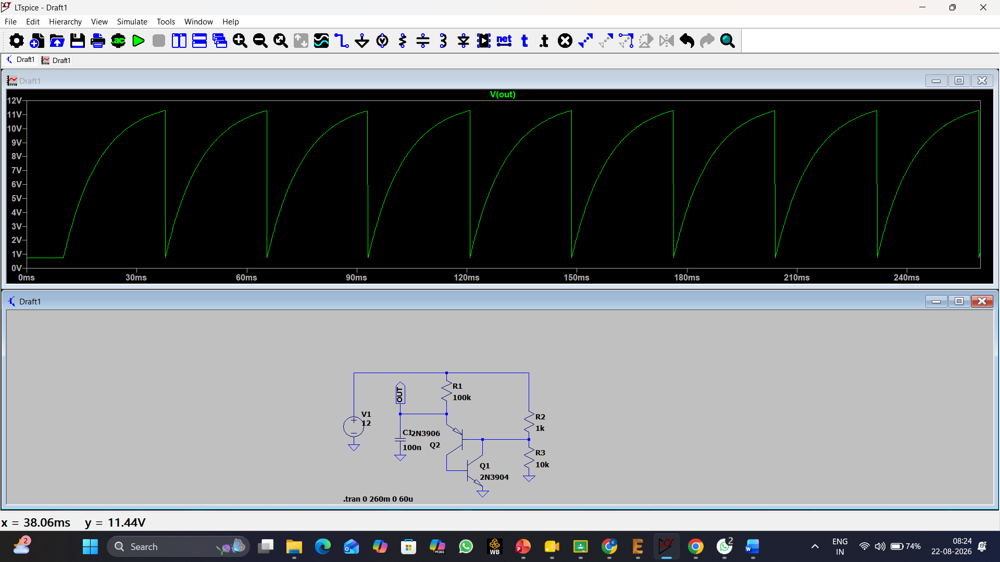 LTspice - Draft1
File Edit Hierarchy View Simulate Tools Window Help
.ac net t .t
Draft1 Draft1
Draft1
V(out)
12V
11V
10V
9V
8V
7V
6V
5V
4V
3V
2V
1V
0V
0ms 30ms 60ms 90ms 120ms 150ms 180ms 210ms 240ms
Draft1
OUT
R1
100k
V1
12
C1
100n
2N3906
Q2
R2
1k
R3
10k
Q1
2N3904
.tran 0 260m 0 60u
x = 38.06ms y = 11.44V
2
Search
M365
WB
P
K
E
2
W
ENG
IN
74%
08:24
22-08-2026